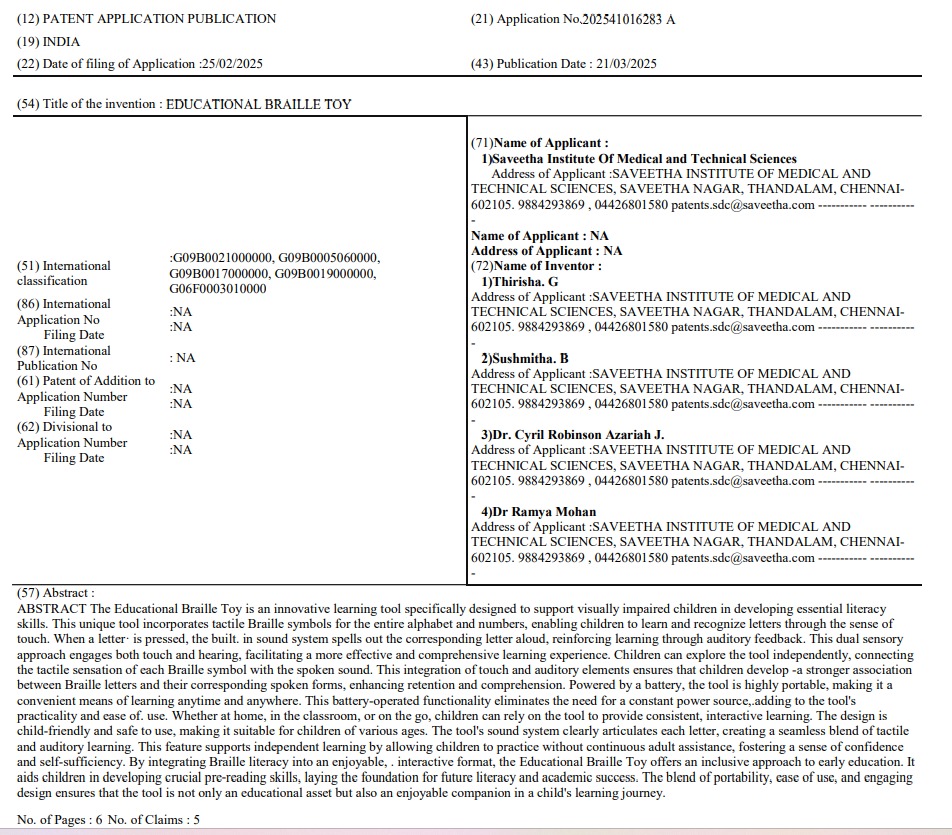 (12) PATENT APPLICATION PUBLICATION
(21) Application No.202541016283 A
(19) INDIA
(22) Date of filing of Application :25/02/2025
(43) Publication Date : 21/03/2025
(54) Title of the invention : EDUCATIONAL BRAILLE TOY
(51) International
classification
:G09B0021000000, G09B0005060000,
G09B0017000000, G09B0019000000,
G06F0003010000
(86) International
Application No
Filing Date
:NA
:NA
(87) International
Publication No
: NA
(61) Patent of Addition to
Application Number
Filing Date
:NA
:NA
(62) Divisional to
Application Number
Filing Date
:NA
:NA
(71)Name of Applicant :
1)Saveetha Institute Of Medical and Technical Sciences
Address of Applicant :SAVEETHA INSTITUTE OF MEDICAL AND
TECHNICAL SCIENCES, SAVEETHA NAGAR, THANDALAM, CHENNAI-
602105. 9884293869 , 04426801580 patents.sdc@saveetha.com ---------- ---------
-
Name of Applicant : NA
Address of Applicant : NA
(72)Name of Inventor :
1)Thirisha. G
Address of Applicant :SAVEETHA INSTITUTE OF MEDICAL AND
TECHNICAL SCIENCES, SAVEETHA NAGAR, THANDALAM, CHENNAI-
602105. 9884293869 , 04426801580 patents.sdc@saveetha.com ---------- ---------
-
2)Sushmitha. B
Address of Applicant :SAVEETHA INSTITUTE OF MEDICAL AND
TECHNICAL SCIENCES, SAVEETHA NAGAR, THANDALAM, CHENNAI-
602105. 9884293869 , 04426801580 patents.sdc@saveetha.com ---------- ---------
-
3)Dr. Cyril Robinson Azariah J.
Address of Applicant :SAVEETHA INSTITUTE OF MEDICAL AND
TECHNICAL SCIENCES, SAVEETHA NAGAR, THANDALAM, CHENNAI-
602105. 9884293869 , 04426801580 patents.sdc@saveetha.com ---------- ---------
-
4)Dr Ramya Mohan
Address of Applicant :SAVEETHA INSTITUTE OF MEDICAL AND
TECHNICAL SCIENCES, SAVEETHA NAGAR, THANDALAM, CHENNAI-
602105. 9884293869 , 04426801580 patents.sdc@saveetha.com ---------- ---------
-
(57) Abstract :
ABSTRACT The Educational Braille Toy is an innovative learning tool specifically designed to support visually impaired children in developing essential literacy
skills. This unique tool incorporates tactile Braille symbols for the entire alphabet and numbers, enabling children to learn and recognize letters through the sense of
touch. When a letter· is pressed, the built. in sound system spells out the corresponding letter aloud, reinforcing learning through auditory feedback. This dual sensory
approach engages both touch and hearing, facilitating a more effective and comprehensive learning experience. Children can explore the tool independently, connecting
the tactile sensation of each Braille symbol with the spoken sound. This integration of touch and auditory elements ensures that children develop -a stronger association
between Braille letters and their corresponding spoken forms, enhancing retention and comprehension. Powered by a battery, the tool is highly portable, making it a
convenient means of learning anytime and anywhere. This battery-operated functionality eliminates the need for a constant power source,.adding to the tool's
practicality and ease of. use. Whether at home, in the classroom, or on the go, children can rely on the tool to provide consistent, interactive learning. The design is
child-friendly and safe to use, making it suitable for children of various ages. The tool's sound system clearly articulates each letter, creating a seamless blend of tactile
and auditory learning. This feature supports independent learning by allowing children to practice without continuous adult assistance, fostering a sense of confidence
and self-sufficiency. By integrating Braille literacy into an enjoyable, . interactive format, the Educational Braille Toy offers an inclusive approach to early education. It
aids children in developing crucial pre-reading skills, laying the foundation for future literacy and academic success. The blend of portability, ease of use, and engaging
design ensures that the tool is not only an educational asset but also an enjoyable companion in a child's learning journey.
No. of Pages : 6 No. of Claims : 5